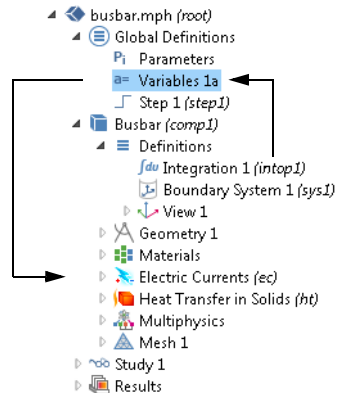 busbar.mph (root)
Global Definitions
Pi Parameters
a= Variables 1a
Step 1 (step1)
Busbar (comp1)
Definitions
∫du Integration 1 (intop1)
Boundary System 1 (sys1)
View 1
Geometry 1
Materials
Electric Currents (ec)
Heat Transfer in Solids (ht)
Multiphysics
Mesh 1
Study 1
Results